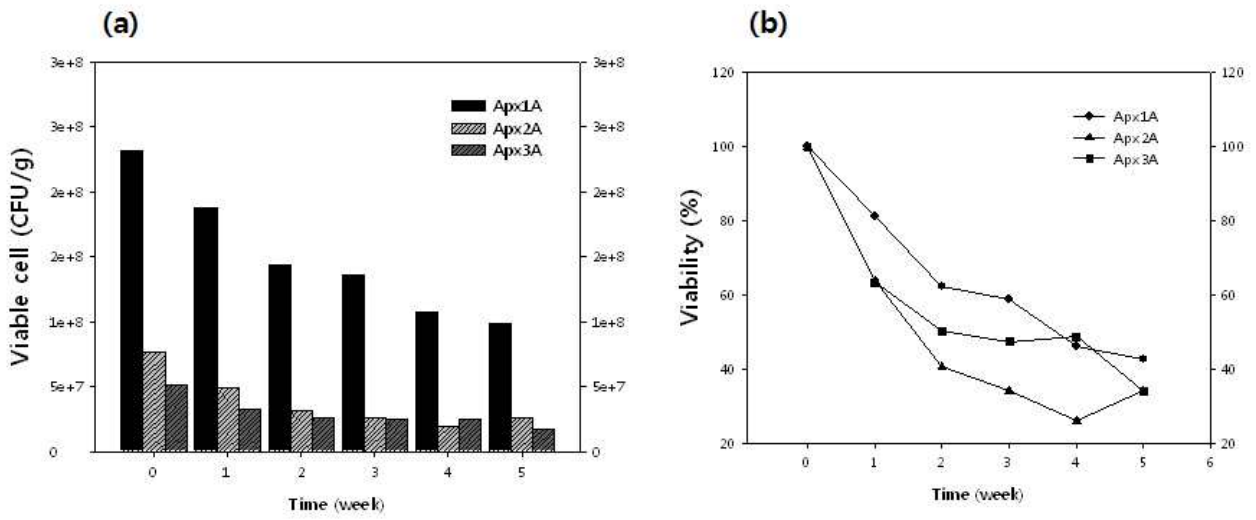 (a)
3e+8
3e+8
2e+8
2e+8
1e+8
5e+7
0
Viable cell (CFU/g)
Apx1A
Apx2A
Apx3A
3e+8
3e+8
2e+8
2e+8
1e+8
5e+7
0
0 1 2 3 4 5
Time (week)
(b)
120
100
80
60
40
20
Viability (%)
Apx1A
Apx2A
Apx3A
120
100
80
60
40
20
0 1 2 3 4 5 6
Time (week)